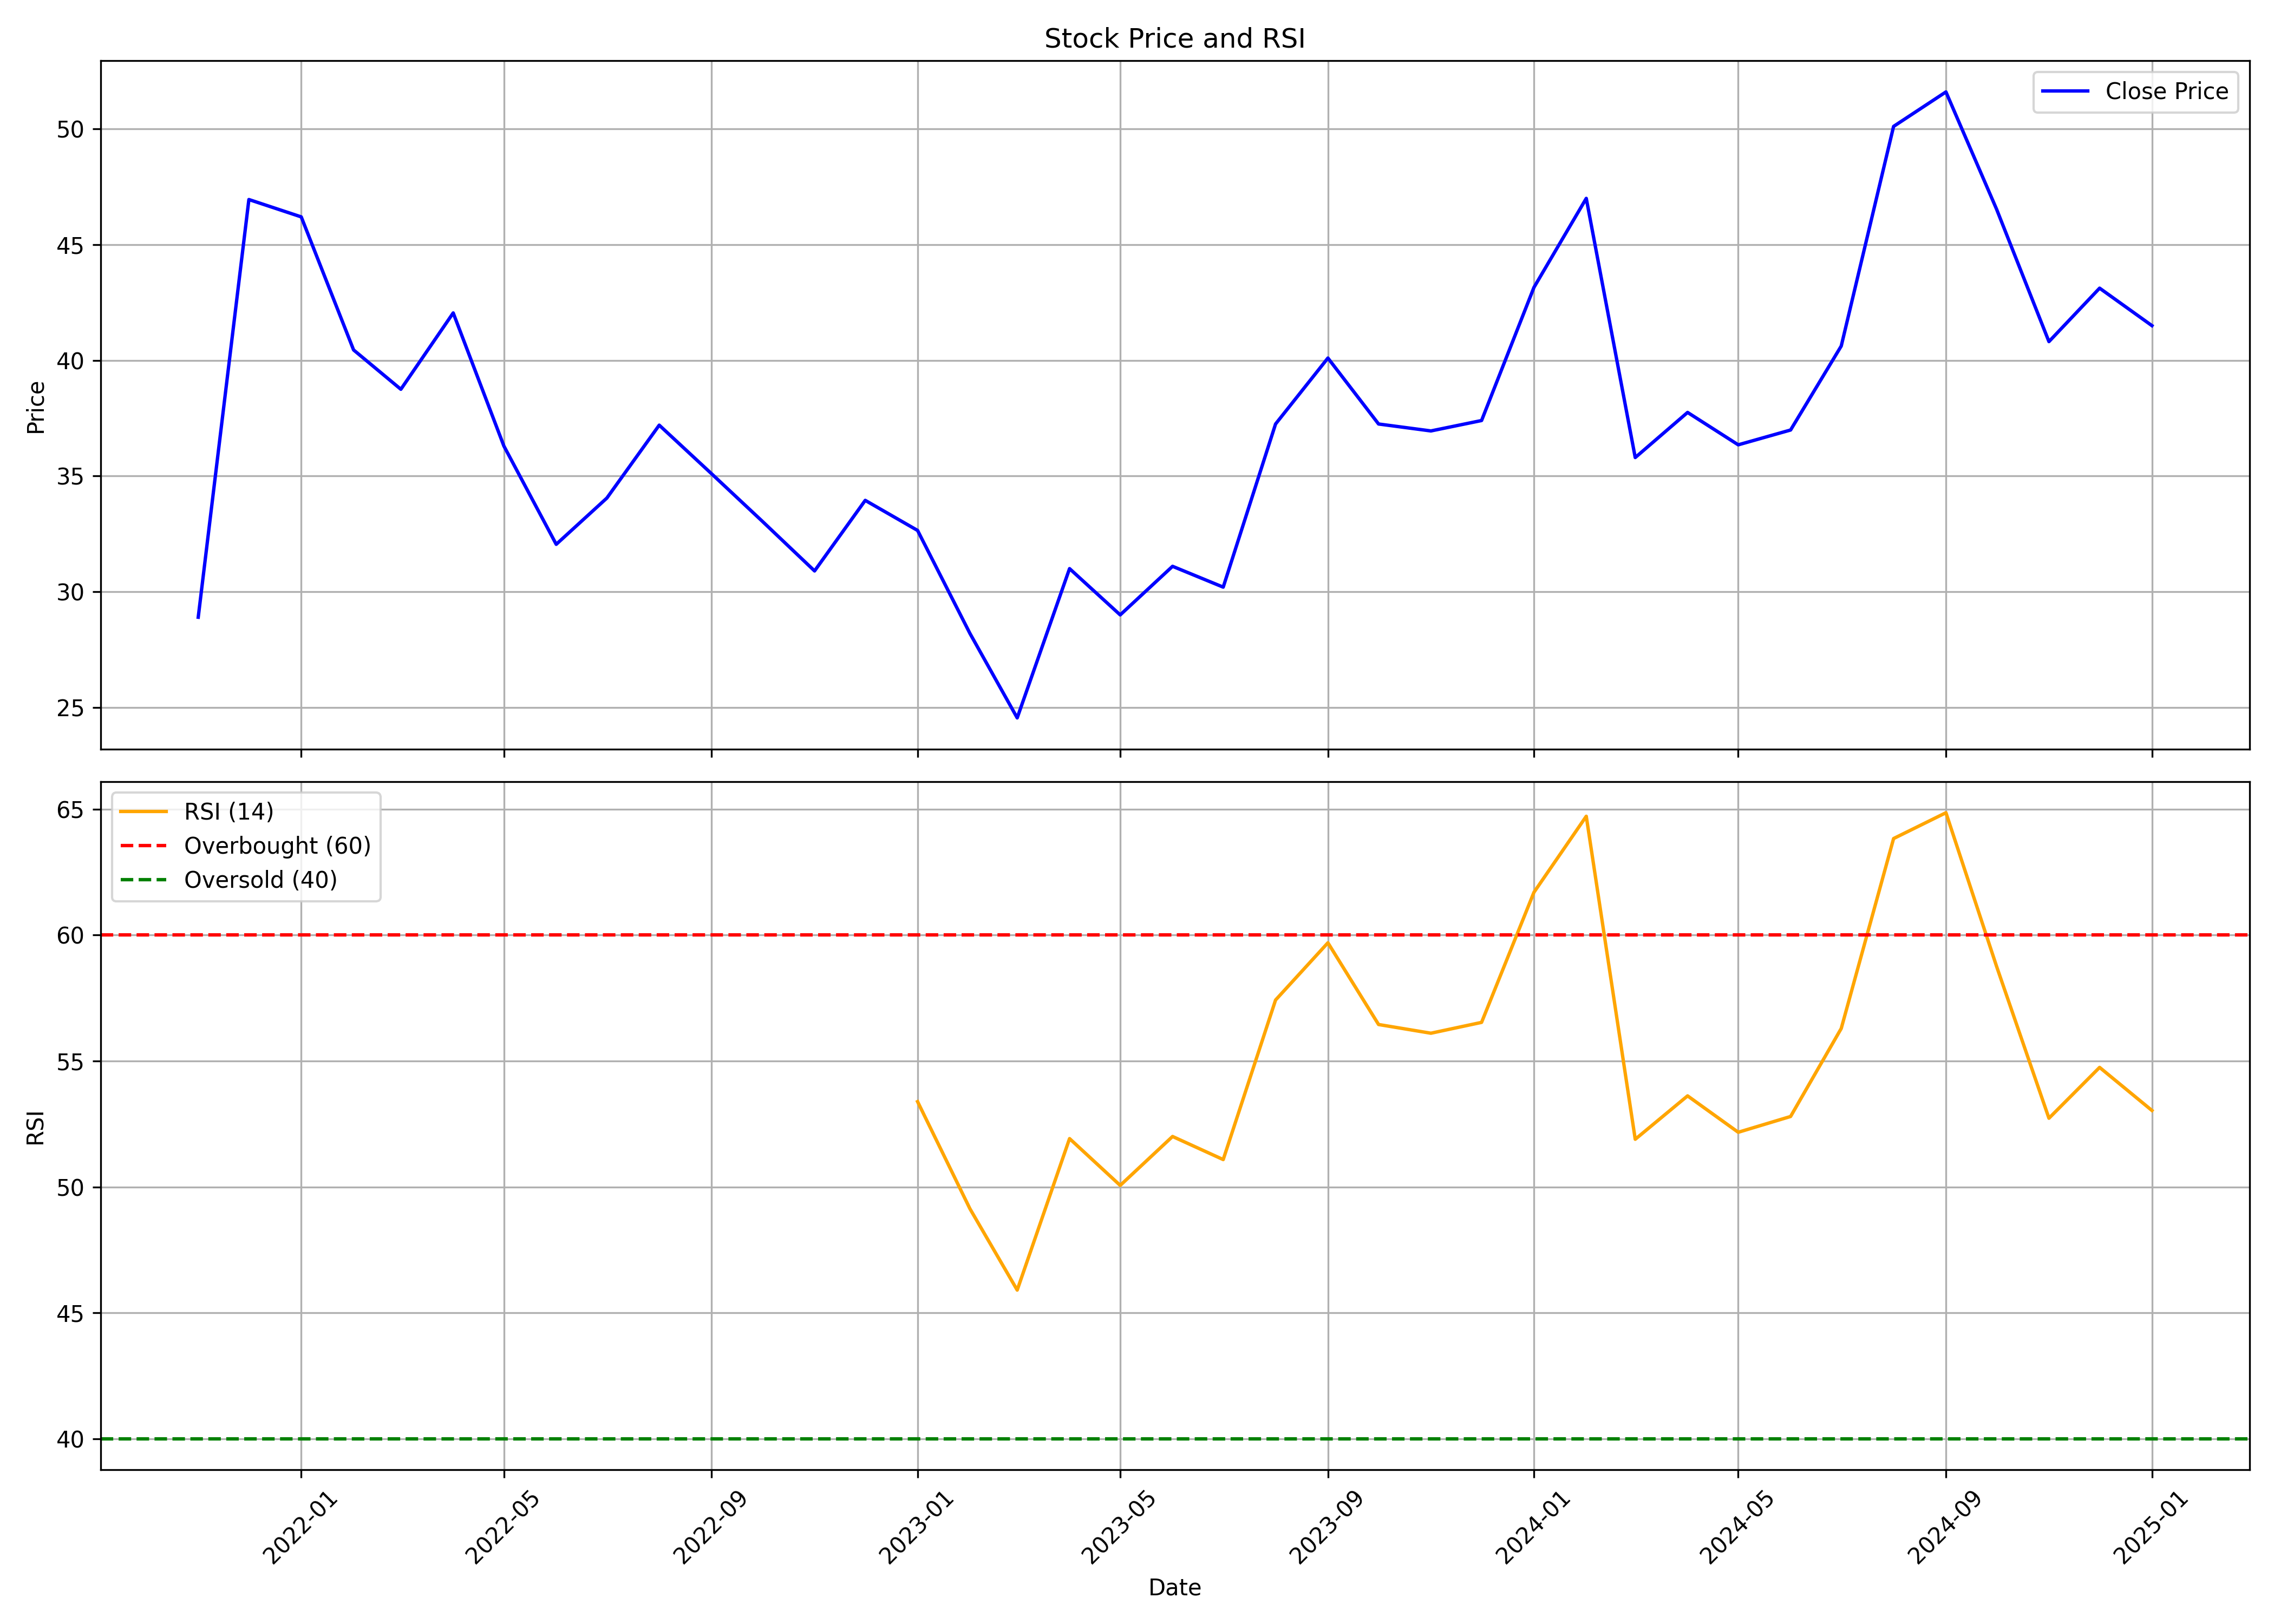 Stock Price and RSI
Close Price
Price
50
45
40
35
30
25
RSI (14)
Overbought (60)
Oversold (40)
RSI
65
60
55
50
45
40
2022-01
2022-05
2022-09
2023-01
2023-05
2023-09
2024-01
2024-05
2024-09
2025-01
Date